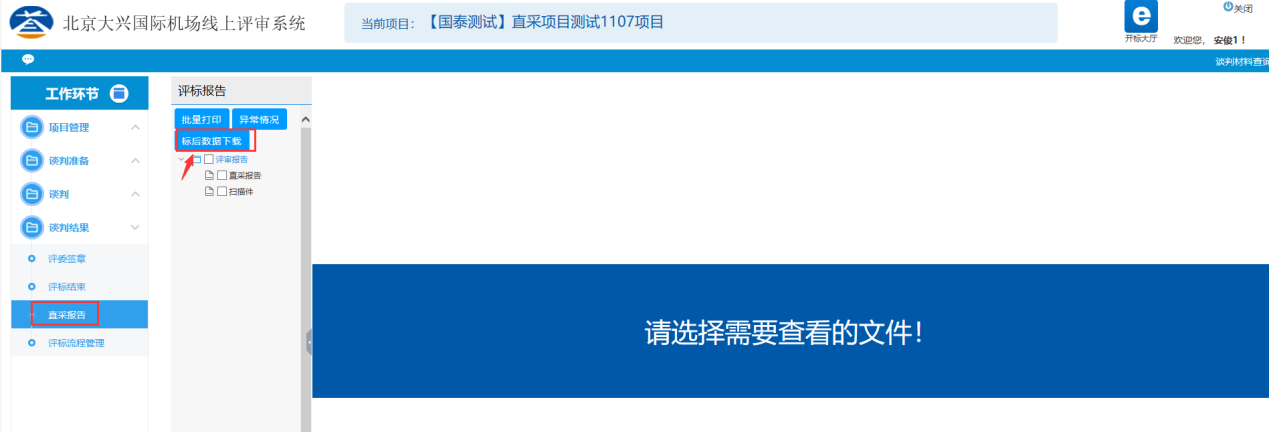 北京大兴国际机场线上评审系统
当前项目：【国泰测试】直采项目测试1107项目
关闭
开标大厅
欢迎您，安俊1！
谈判材料查询
工作环节
项目管理
谈判准备
谈判
谈判结果
评委签章
评标结束
直采报告
评标流程管理
评标报告
批量打印 异常情况
标后数据下载
评审报告
直采报告
扫描件
请选择需要查看的文件！